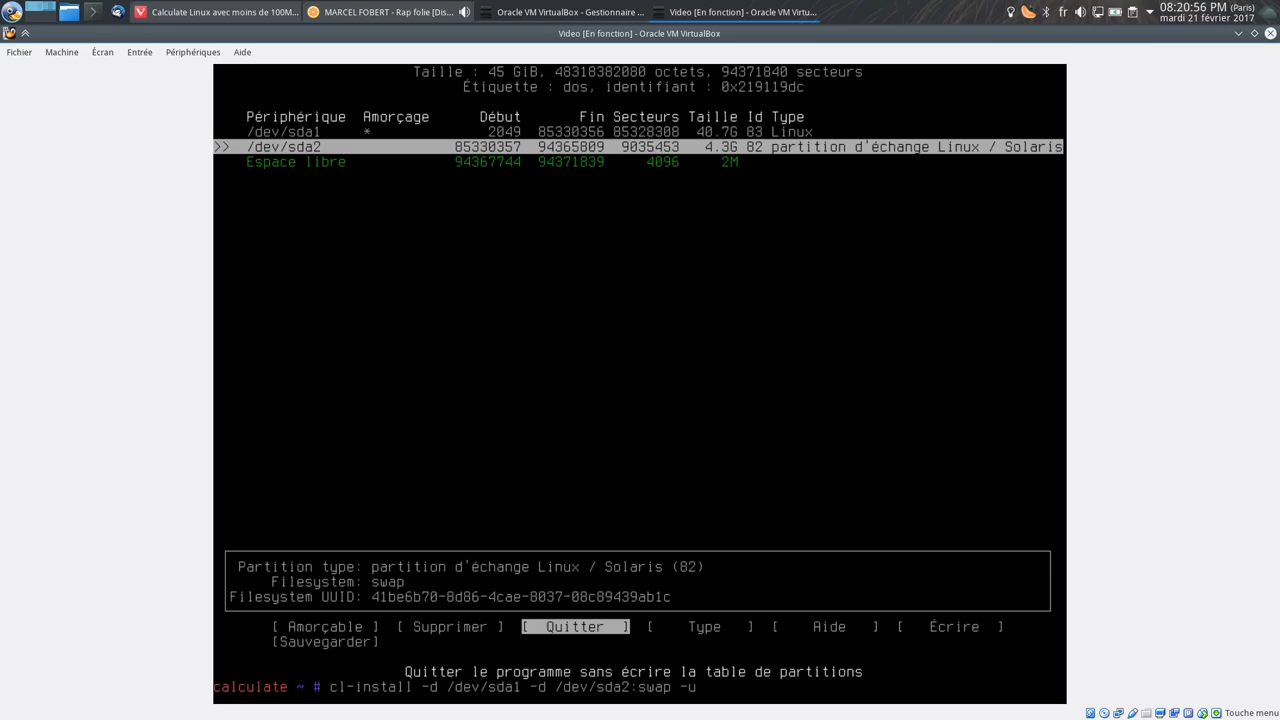 Calculate Linux avec moins de 100M...
MARCEL FOBERT - Rap folie [Dis...
Oracle VM VirtualBox - Gestionnaire ...
Video [En fonction] - Oracle VM Virtu...
fr
08:20:56 PM (Paris)
mardi 21 février 2017
Video [En fonction] - Oracle VM VirtualBox
Fichier Machine Écran Entrée Périphériques Aide
Taille : 45 GiB, 48318382080 octets, 94371840 secteurs
Étiquette : dos, identifiant : 0x219119dc
Périphérique Amorçage Début Fin Secteurs Taille Id Type
/dev/sda1 * 2049 85330356 85328308 40.7G 83 Linux
>> /dev/sda2 85330357 94365809 9035453 4.3G 82 partition d'échange Linux / Solaris
Espace libre 94367744 94371839 4096 2M
Partition type: partition d'échange Linux / Solaris (82)
Filesystem: swap
Filesystem UUID: 41be6b70-8d86-4cae-8037-08c89439ab1c
[ Amorçable ] [ Supprimer ] [ Quitter ] [ Type ] [ Aide ] [ Écrire ]
[Sauvegarder]
Quitter le programme sans écrire la table de partitions
calculate ~ # cl-install -d /dev/sda1 -d /dev/sda2:swap -u
Touche menu